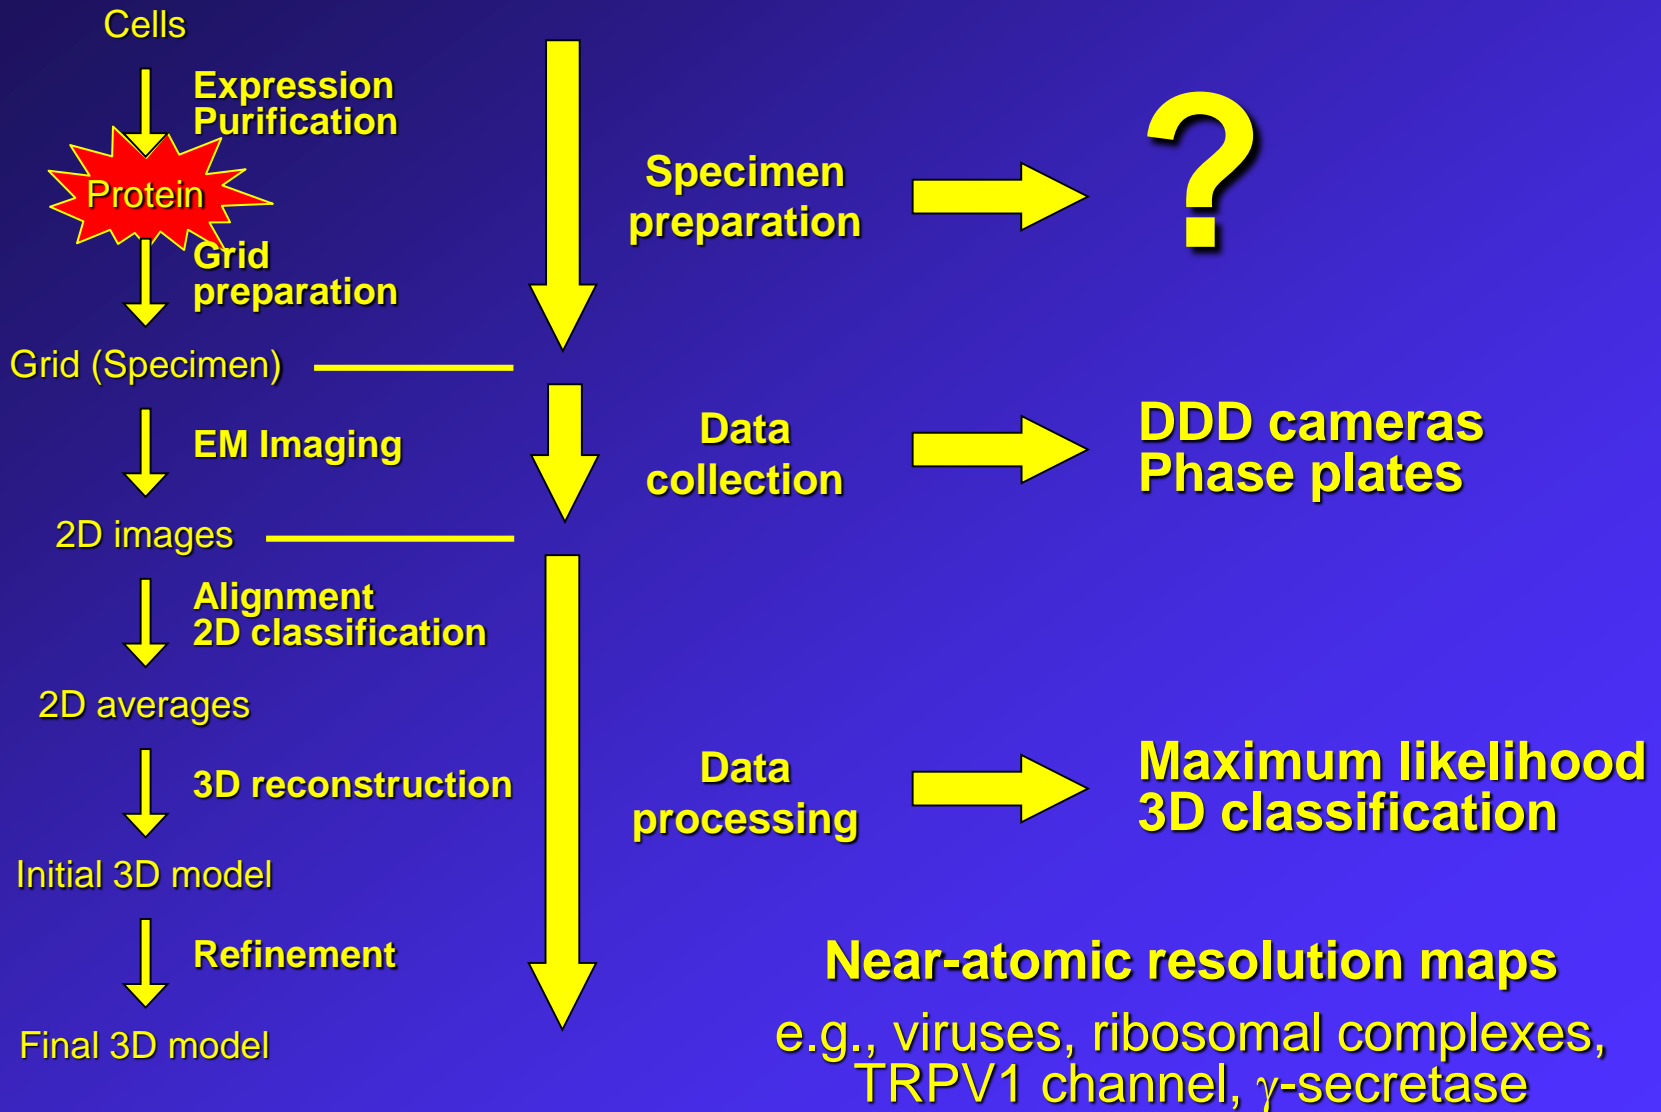 Cells
Expression
Purification
Protein
Grid
preparation
Grid (Specimen)
EM Imaging
2D images
Alignment
2D classification
2D averages
3D reconstruction
Initial 3D model
Refinement
Final 3D model
Specimen
preparation
?
Data
collection
DDD cameras
Phase plates
Data
processing
Maximum likelihood
3D classification
Near-atomic resolution maps
e.g., viruses, ribosomal complexes,
TRPV1 channel, γ-secretase